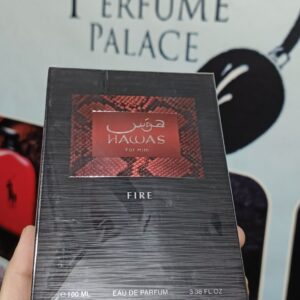 PERFUME
PALACE
هوس
HAWAS
For Him
FIRE
℮ 100 ML EAU DE PARFUM 3.38 FL OZ